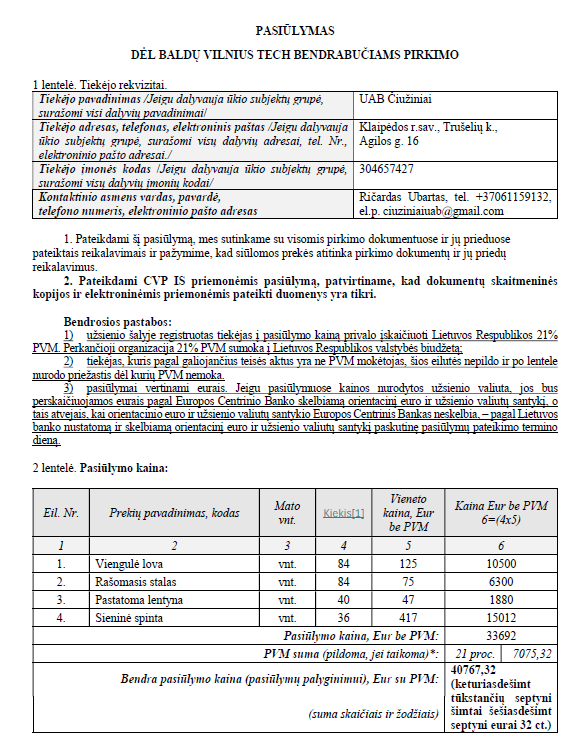 PASIŪLYMAS
DĖL BALDŲ VILNIUS TECH BENDRABUČIAMS PIRKIMO
1 lentelė. Tiekėjo rekvizitai.
Tiekėjo pavadinimas /Jeigu dalyvauja ūkio subjektų grupė,
surašomi visi dalyvių pavadinimai/
UAB Čiužiniai
Tiekėjo adresas, telefonas, elektroninis paštas /Jeigu dalyvauja
ūkio subjektų grupė, surašomi visų dalyvių adresai, tel. Nr.,
elektroninio pašto adresai./
Klaipėdos r.sav., Trušelių k.,
Agilos g. 16
Tiekėjo įmonės kodas /Jeigu dalyvauja ūkio subjektų grupė,
surašomi visų dalyvių įmonių kodai/
304657427
Kontaktinio asmens vardas, pavardė,
telefono numeris, elektroninio pašto adresas
Ričardas Ubartas, tel. +37061159132,
el.p. ciuziniaiuab@gmail.com
1. Pateikdami šį pasiūlymą, mes sutinkame su visomis pirkimo dokumentuose ir jų prieduose
pateiktais reikalavimais ir pažymime, kad siūlomos prekės atitinka pirkimo dokumentų ir jų priedų
reikalavimus.
2. Pateikdami CVP IS priemonėmis pasiūlymą, patvirtiname, kad dokumentų skaitmeninės
kopijos ir elektroninėmis priemonėmis pateikti duomenys yra tikri.
Bendrosios pastabos:
1) užsienio šalyje registruotas tiekėjas į pasiūlymo kainą privalo įskaičiuoti Lietuvos Respublikos 21%
PVM. Perkančioji organizacija 21% PVM sumoka į Lietuvos Respublikos valstybės biudžetą;
2) tiekėjas, kuris pagal galiojančius teisės aktus yra ne PVM mokėtojas, šios eilutės nepildo ir po lentele
nurodo priežastis dėl kurių PVM nemoka.
3) pasiūlymai vertinami eurais. Jeigu pasiūlymuose kainos nurodytos užsienio valiuta, jos bus
perskaičiuojamos eurais pagal Europos Centrinio Banko skelbiamą orientacinį euro ir užsienio valiutų santykį, o
tais atvejais, kai orientacinio euro ir užsienio valiutų santykio Europos Centrinis Bankas neskelbia, – pagal Lietuvos
banko nustatomą ir skelbiamą orientacinį euro ir užsienio valiutų santykį paskutinę pasiūlymų pateikimo termino
dieną.
2 lentelė. Pasiūlymo kaina:
Eil. Nr. Prekių pavadinimas, kodas Mato vnt. Kiekis[1] Vieneto kaina, Eur be PVM Kaina Eur be PVM 6=(4x5)
1 2 3 4 5 6
1. Viengulė lova vnt. 84 125 10500
2. Rašomasis stalas vnt. 84 75 6300
3. Pastatoma lentyna vnt. 40 47 1880
4. Sieninė spinta vnt. 36 417 15012
Pasiūlymo kaina, Eur be PVM: 33692
PVM suma (pildoma, jei taikoma)*: 21 proc. 7075,32
Bendra pasiūlymo kaina (pasiūlymų palyginimui), Eur su PVM:
(suma skaičiais ir žodžiais)
40767,32
(keturiasdešimt
tūkstančių septyni
šimtai šešiasdešimt
septyni eurai 32 ct.)